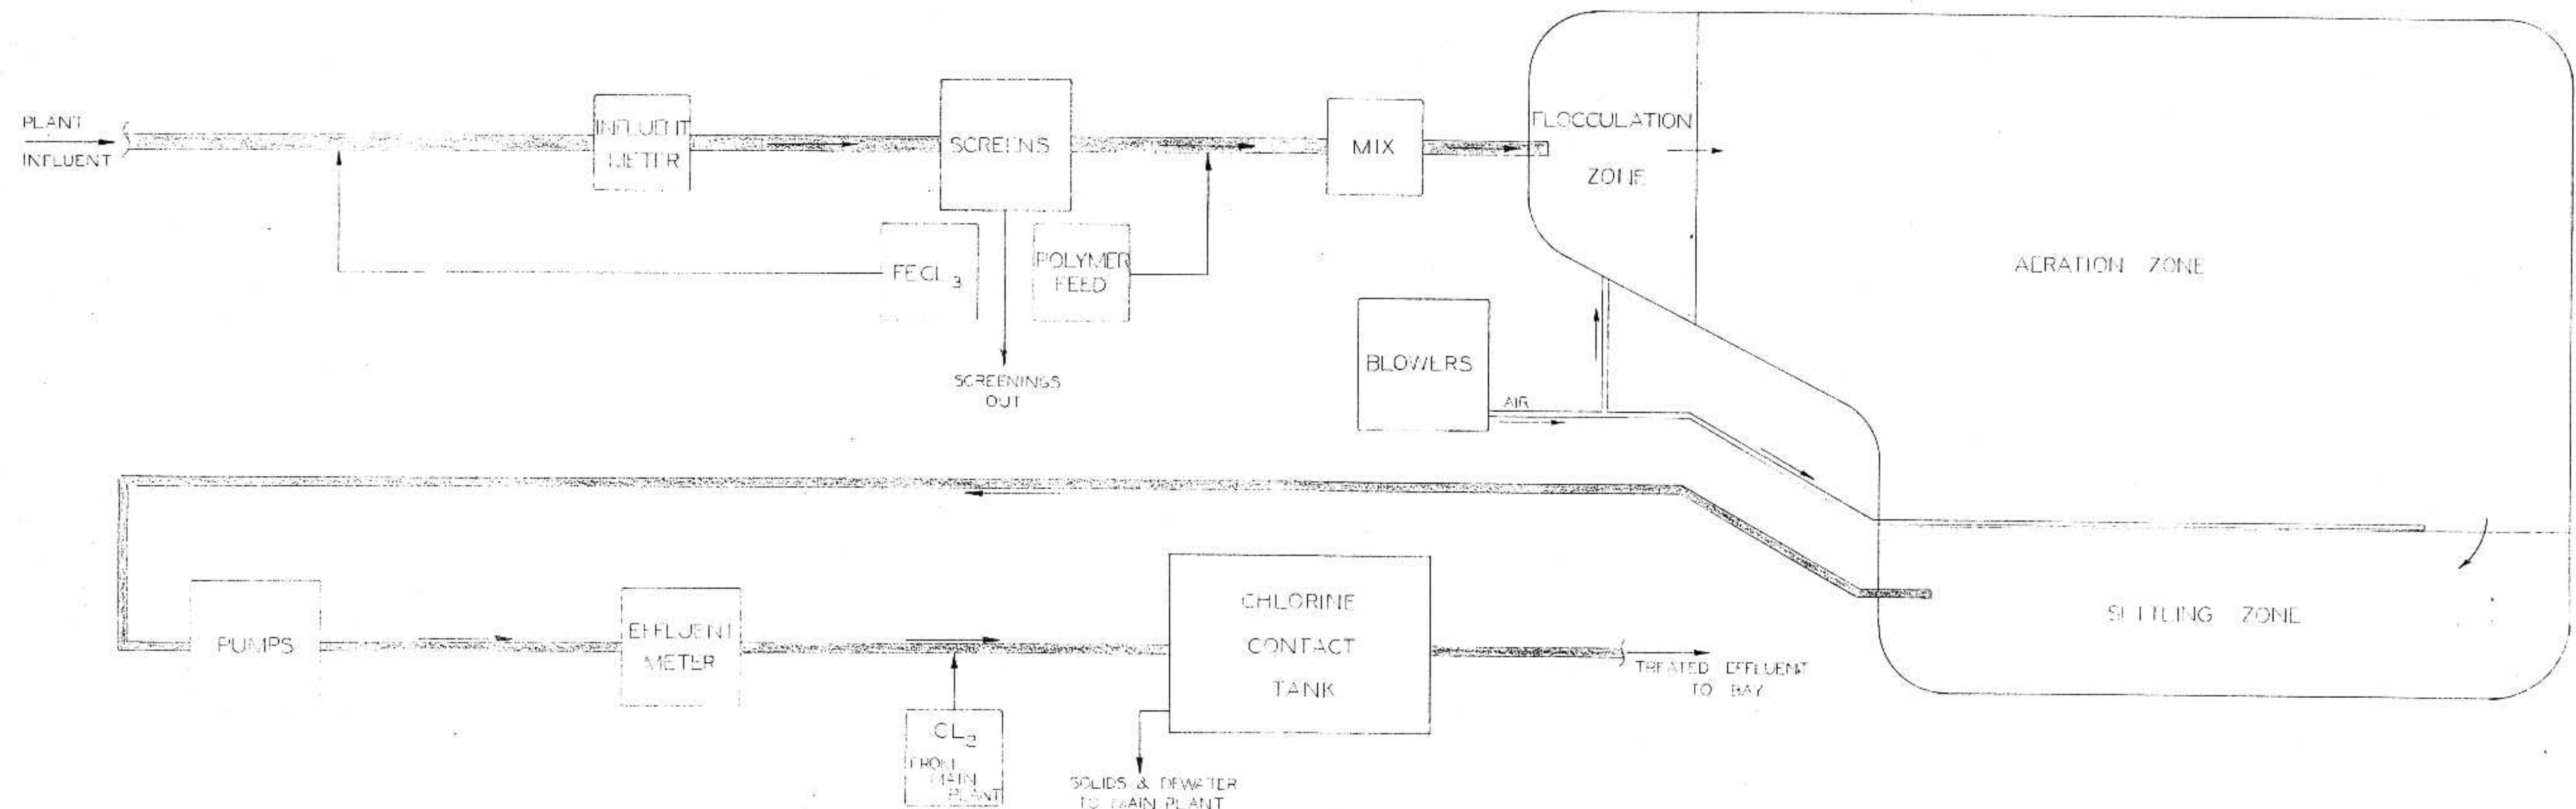 PLANT
INFLUENT
INFLUENT
METER
SCREENS
MIX
FLOCCULATION
ZONE
FECL3
POLYMER
FEED
AERATION ZONE
BLOWERS
SCREENINGS
OUT
AIR
PUMPS
EFFLUENT
METER
CHLORINE
CONTACT
TANK
SETTLING ZONE
TREATED EFFLUENT
TO BAY
CL2
FROM
MAIN
PLANT
SOLIDS & DEWATER
TO MAIN PLANT